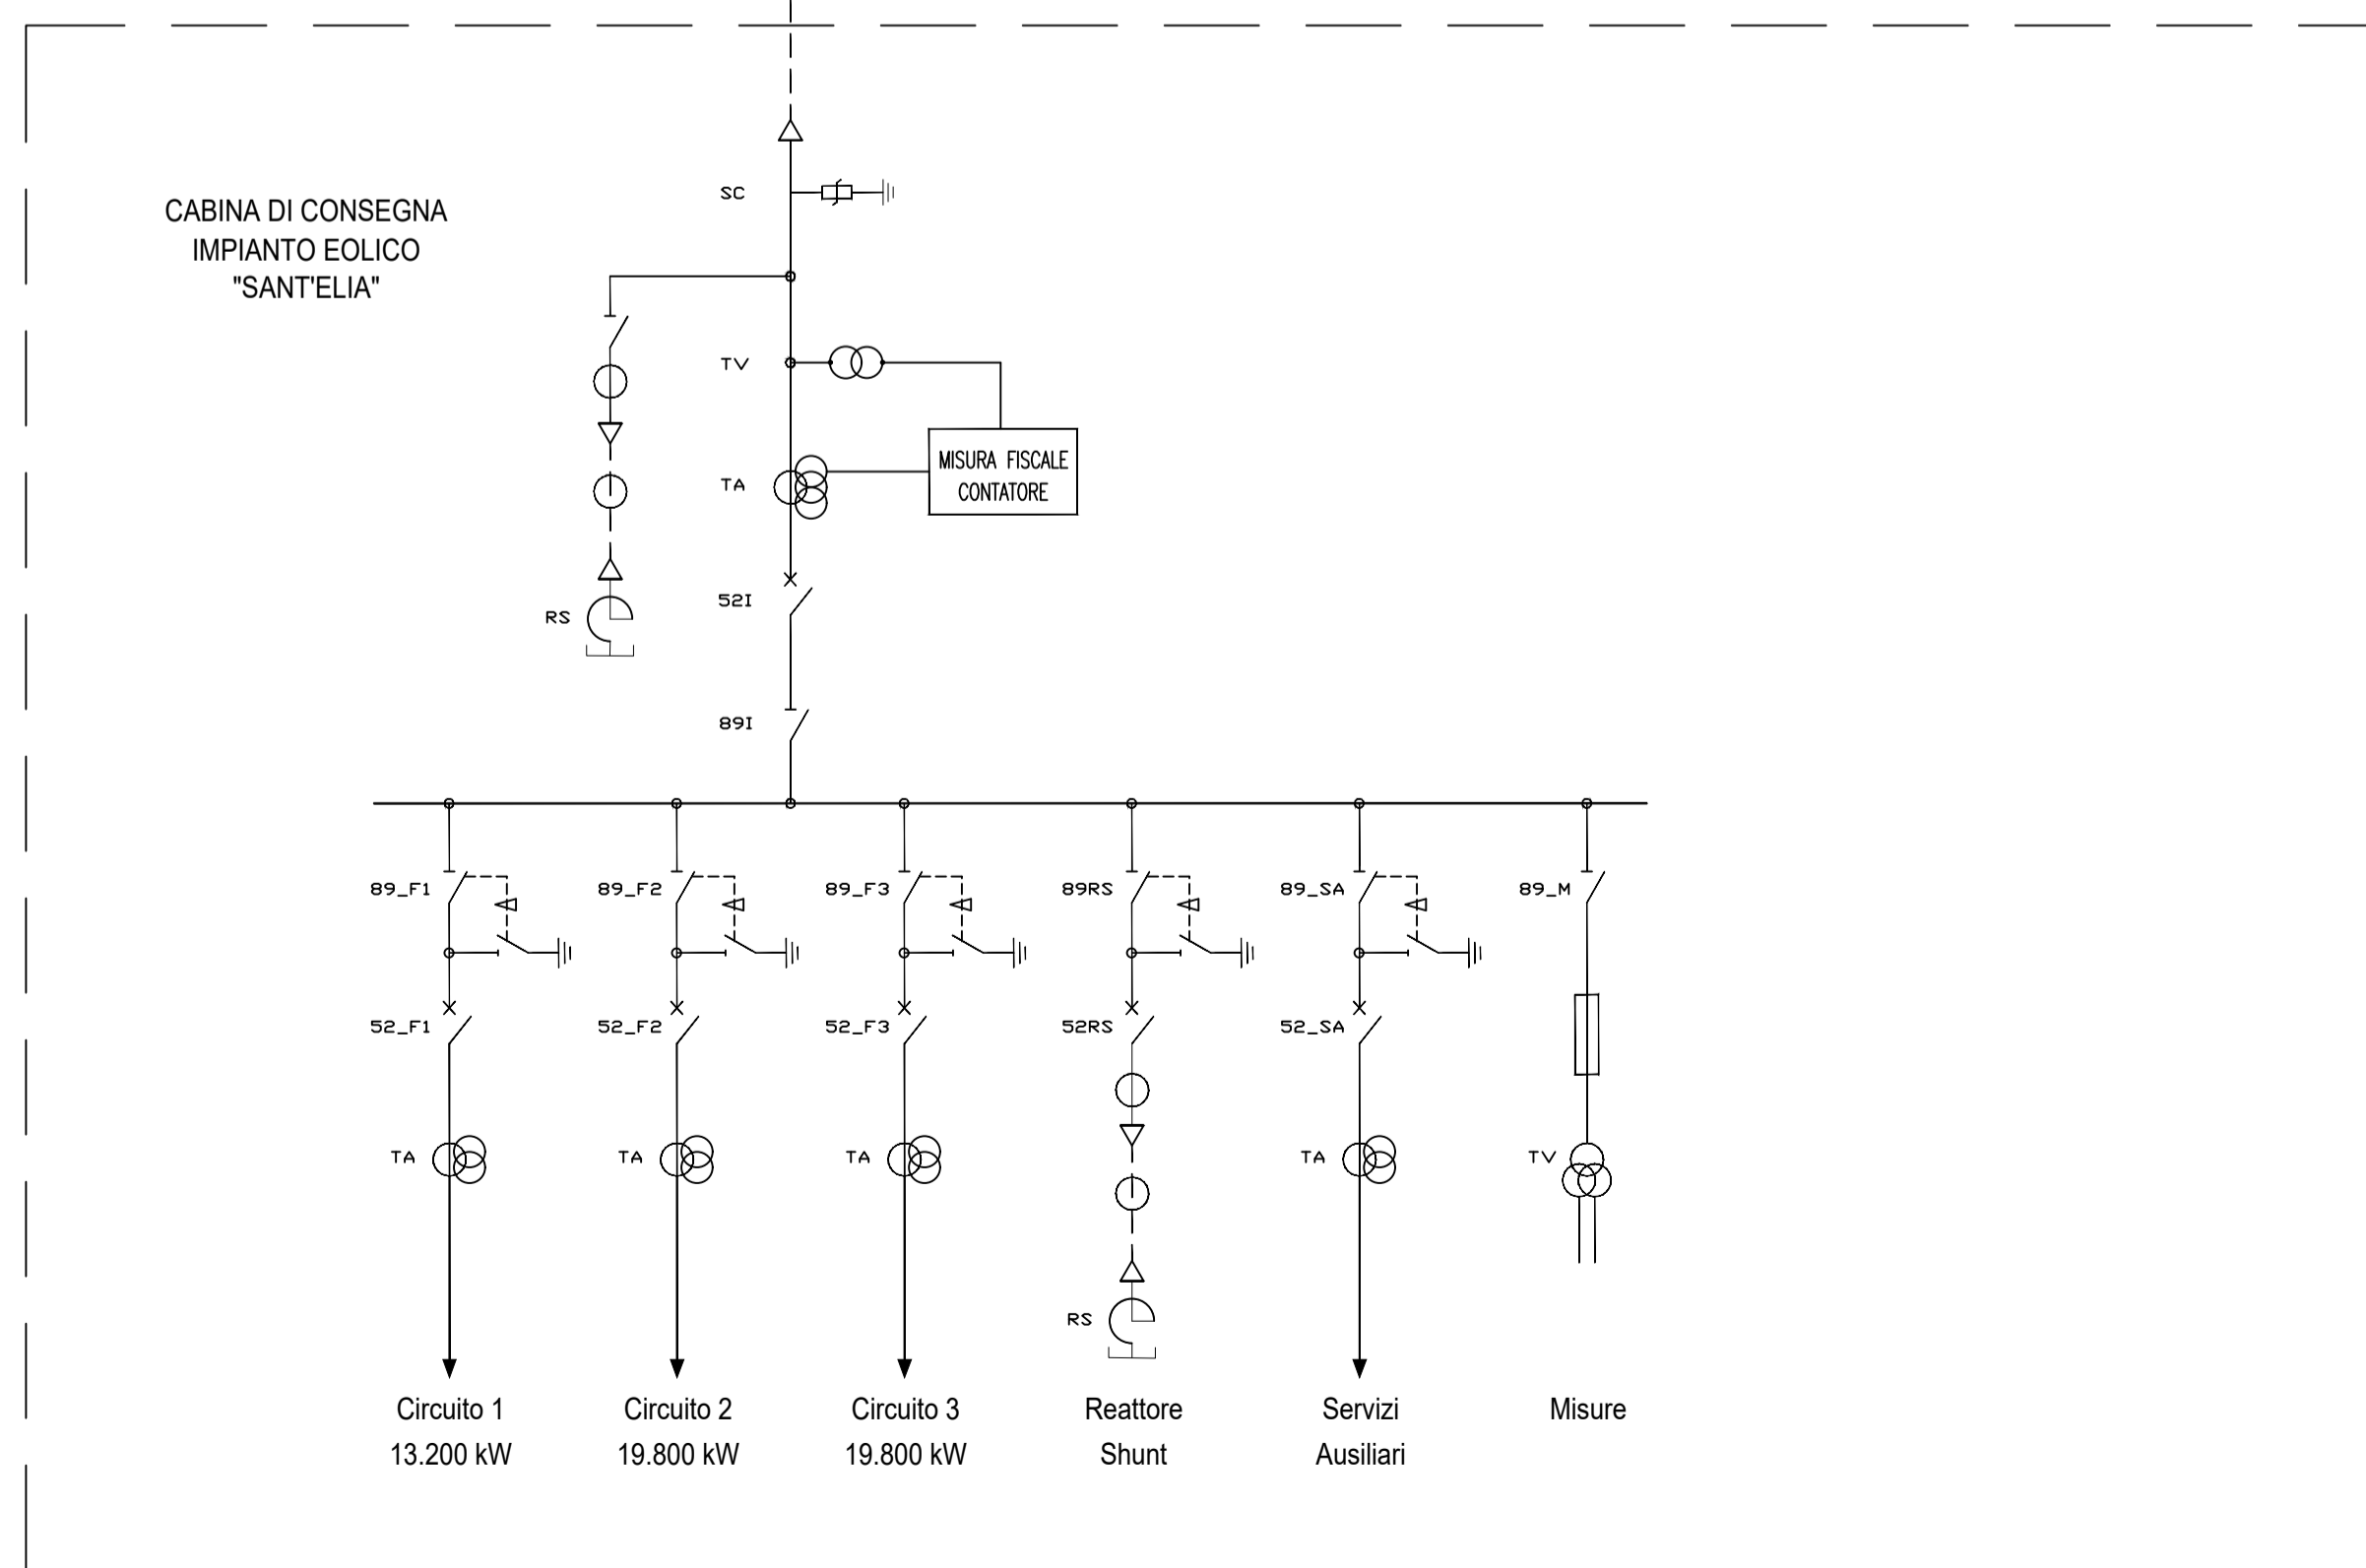 CABINA DI CONSEGNA
IMPIANTO EOLICO
"SANT'ELIA"
SC
TV
MISURA FISCALE
CONTATORE
TA
52I
RS
89I
89_F1
89_F2
89_F3
89RS
89_SA
89_M
52_F1
52_F2
52_F3
52RS
52_SA
TA
TA
TA
TA
TV
RS
Circuito 1
13.200 kW
Circuito 2
19.800 kW
Circuito 3
19.800 kW
Reattore
Shunt
Servizi
Ausiliari
Misure